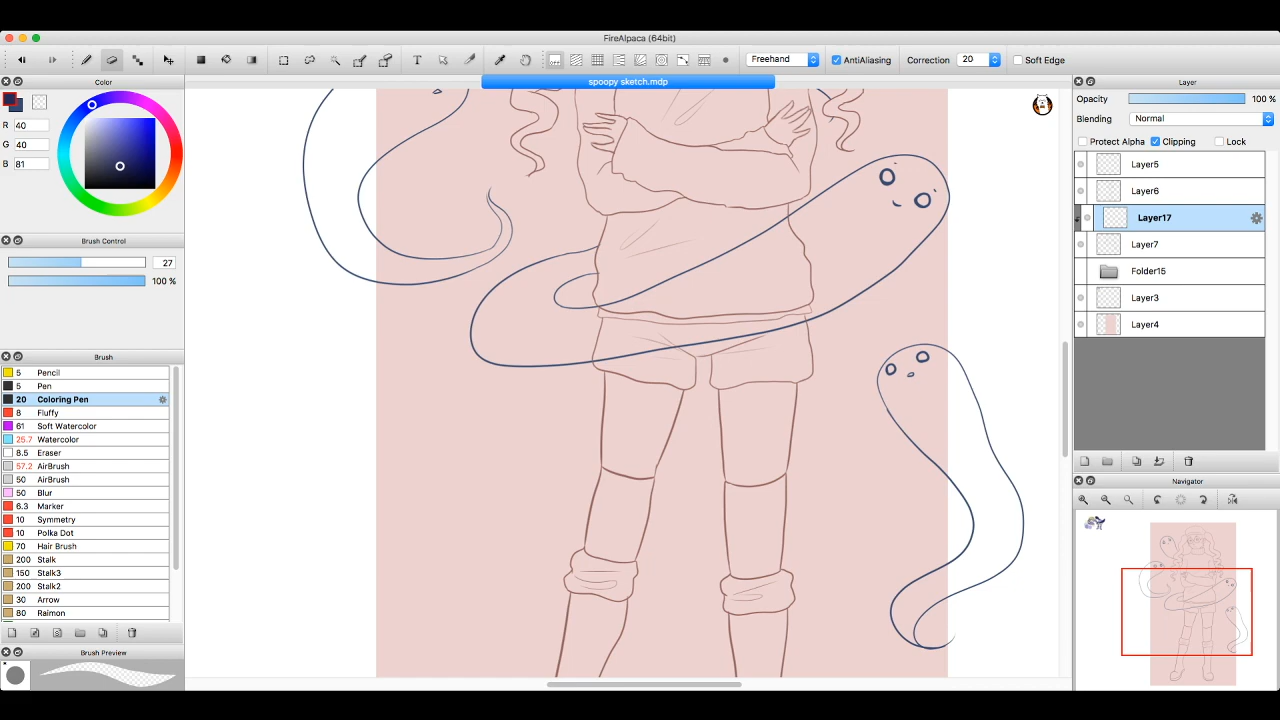 FireAlpaca (64bit)
Freehand
AntiAliasing
Correction
20
Soft Edge
spoopy sketch.mdp
Color
R 40
G 40
B 81
Brush Control
27
100 %
Brush
5 Pencil
5 Pen
20 Coloring Pen
8 Fluffy
61 Soft Watercolor
25.7 Watercolor
8.5 Eraser
57.2 AirBrush
50 AirBrush
50 Blur
6.3 Marker
10 Symmetry
10 Polka Dot
70 Hair Brush
200 Stalk
150 Stalk3
200 Stalk2
30 Arrow
80 Raimon
Brush Preview
Layer
Opacity 100 %
Blending Normal
Protect Alpha Clipping Lock
Layer5
Layer6
Layer17
Layer7
Folder15
Layer3
Layer4
Navigator